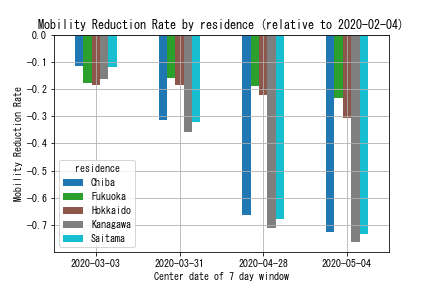 Mobility Reduction Rate by residence (relative to 2020-02-04)
Mobility Reduction Rate
0.0
−0.1
−0.2
−0.3
−0.4
−0.5
−0.6
−0.7
residence
Chiba
Fukuoka
Hokkaido
Kanagawa
Saitama
2020-03-03
2020-03-31
2020-04-28
2020-05-04
Center date of 7 day window